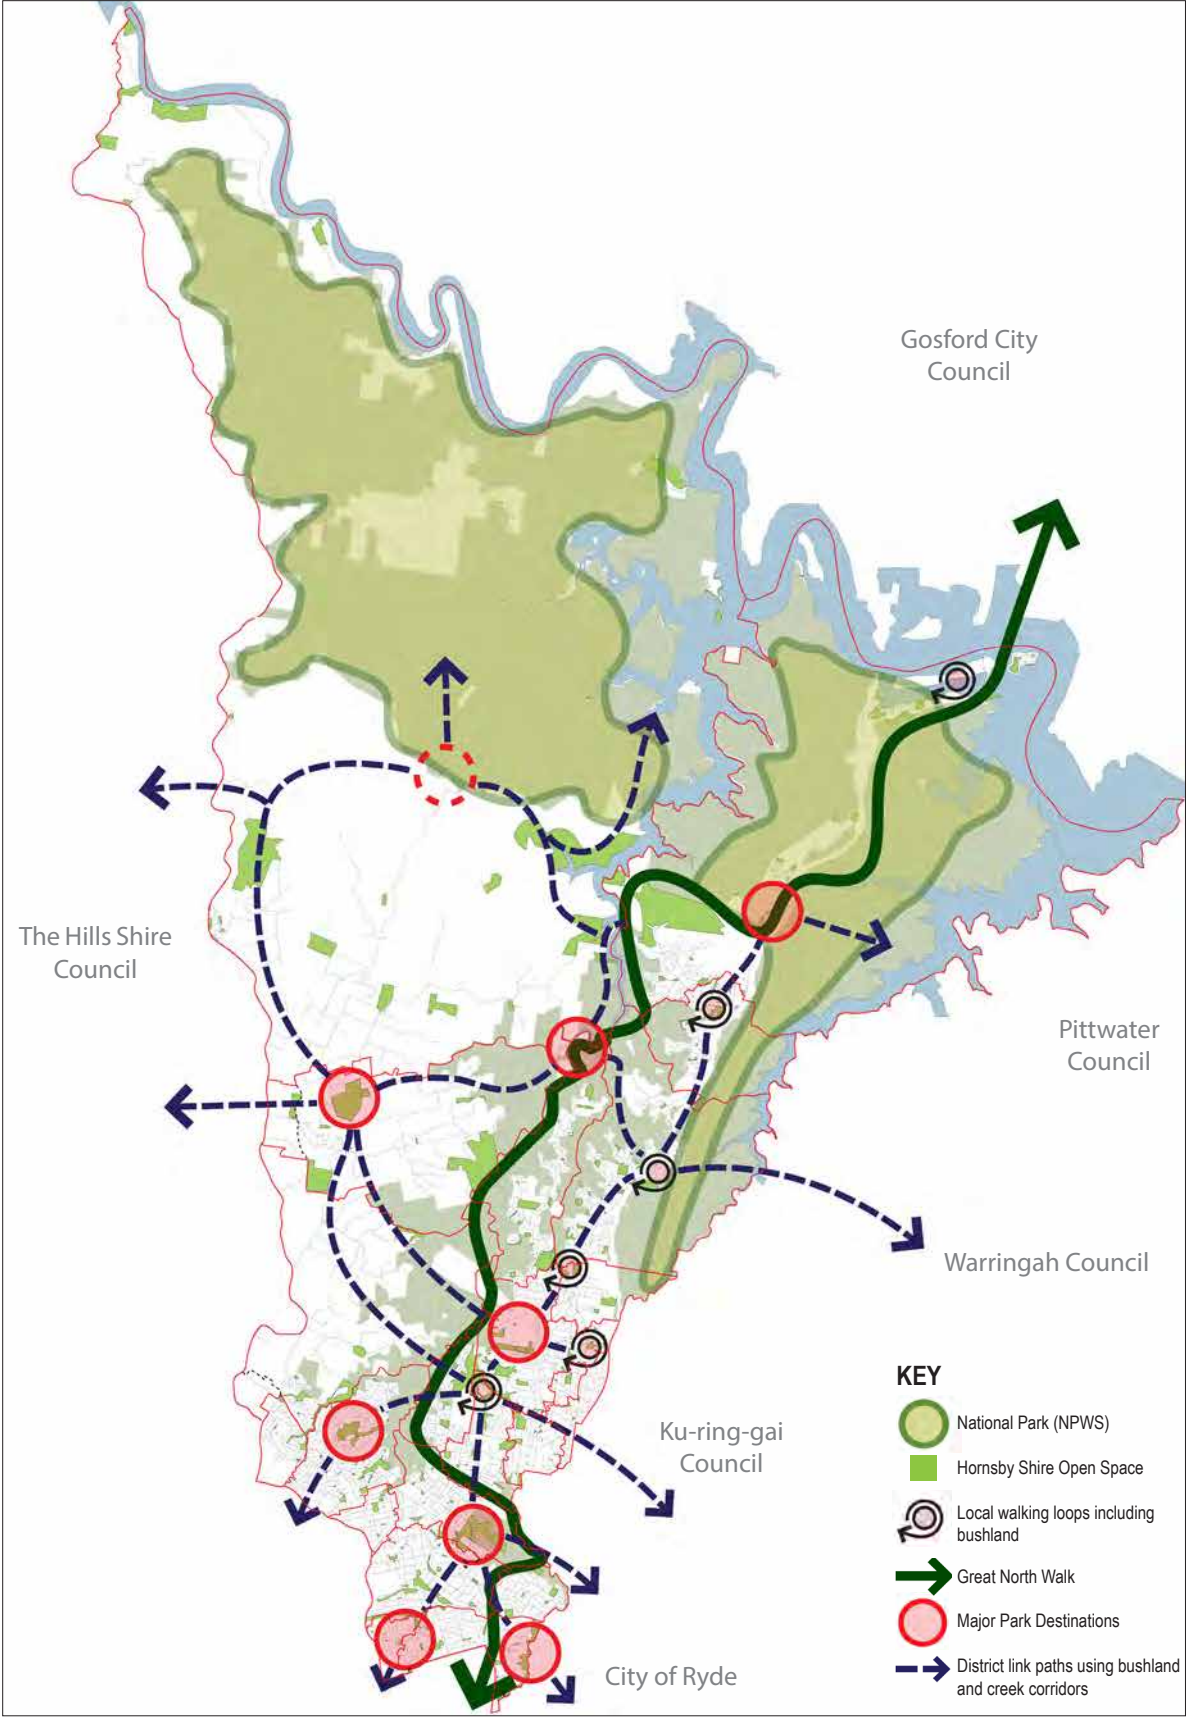 Gosford City
Council
The Hills Shire
Council
Pittwater
Council
Warringah Council
Ku-ring-gai
Council
City of Ryde
KEY
National Park (NPWS)
Hornsby Shire Open Space
Local walking loops including
bushland
Great North Walk
Major Park Destinations
District link paths using bushland
and creek corridors